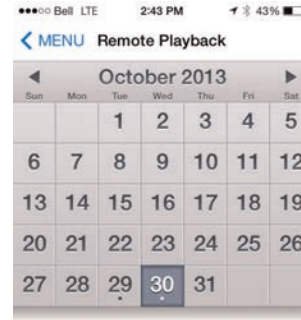 Bell LTE 2:43 PM 43%
MENU Remote Playback
October 2013
Sun Mon Tue Wed Thu Fri Sat
1 2 3 4 5
6 7 8 9 10 11 12
13 14 15 16 17 18 19
20 21 22 23 24 25 26
27 28 29 30 31